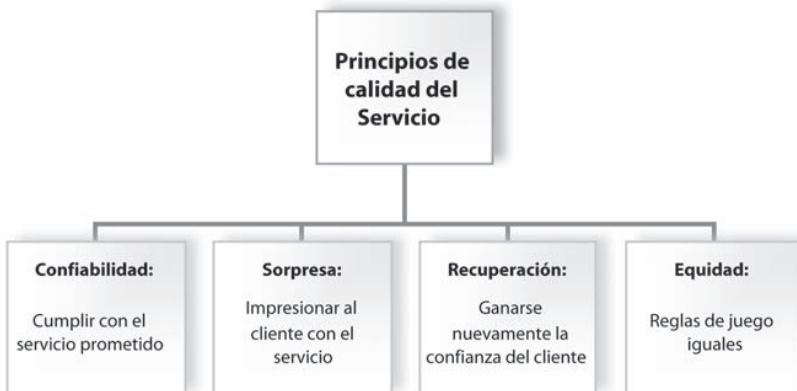 Principios de
calidad del
Servicio
Confiabilidad:
Cumplir con el
servicio prometido
Sorpresa:
Impresionar al
cliente con el
servicio
Recuperación:
Ganarse
nuevamente la
confianza del cliente
Equidad:
Reglas de juego
iguales